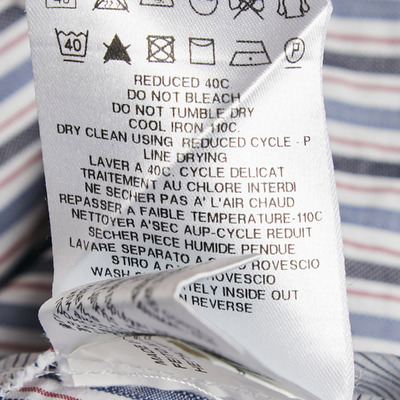 40
REDUCED 40C
DO NOT BLEACH
DO NOT TUMBLE DRY
COOL IRON 110C.
DRY CLEAN USING REDUCED CYCLE - P
LINE DRYING
LAVER A 40C. CYCLE DELICAT
TRAITEMENT AU CHLORE INTERDI
NE SECHER PAS A' L'AIR CHAUD
REPASSER A FAIBLE TEMPERATURE-110C
NETTOYER A'SEC AUP-CYCLE REDUIT
SECHER PIECE HUMIDE PENDUE
LAVARE SEPARATO A
STIRO A ROVESCIO
WASH ROVESCIO
INSIDE OUT
REVERSE